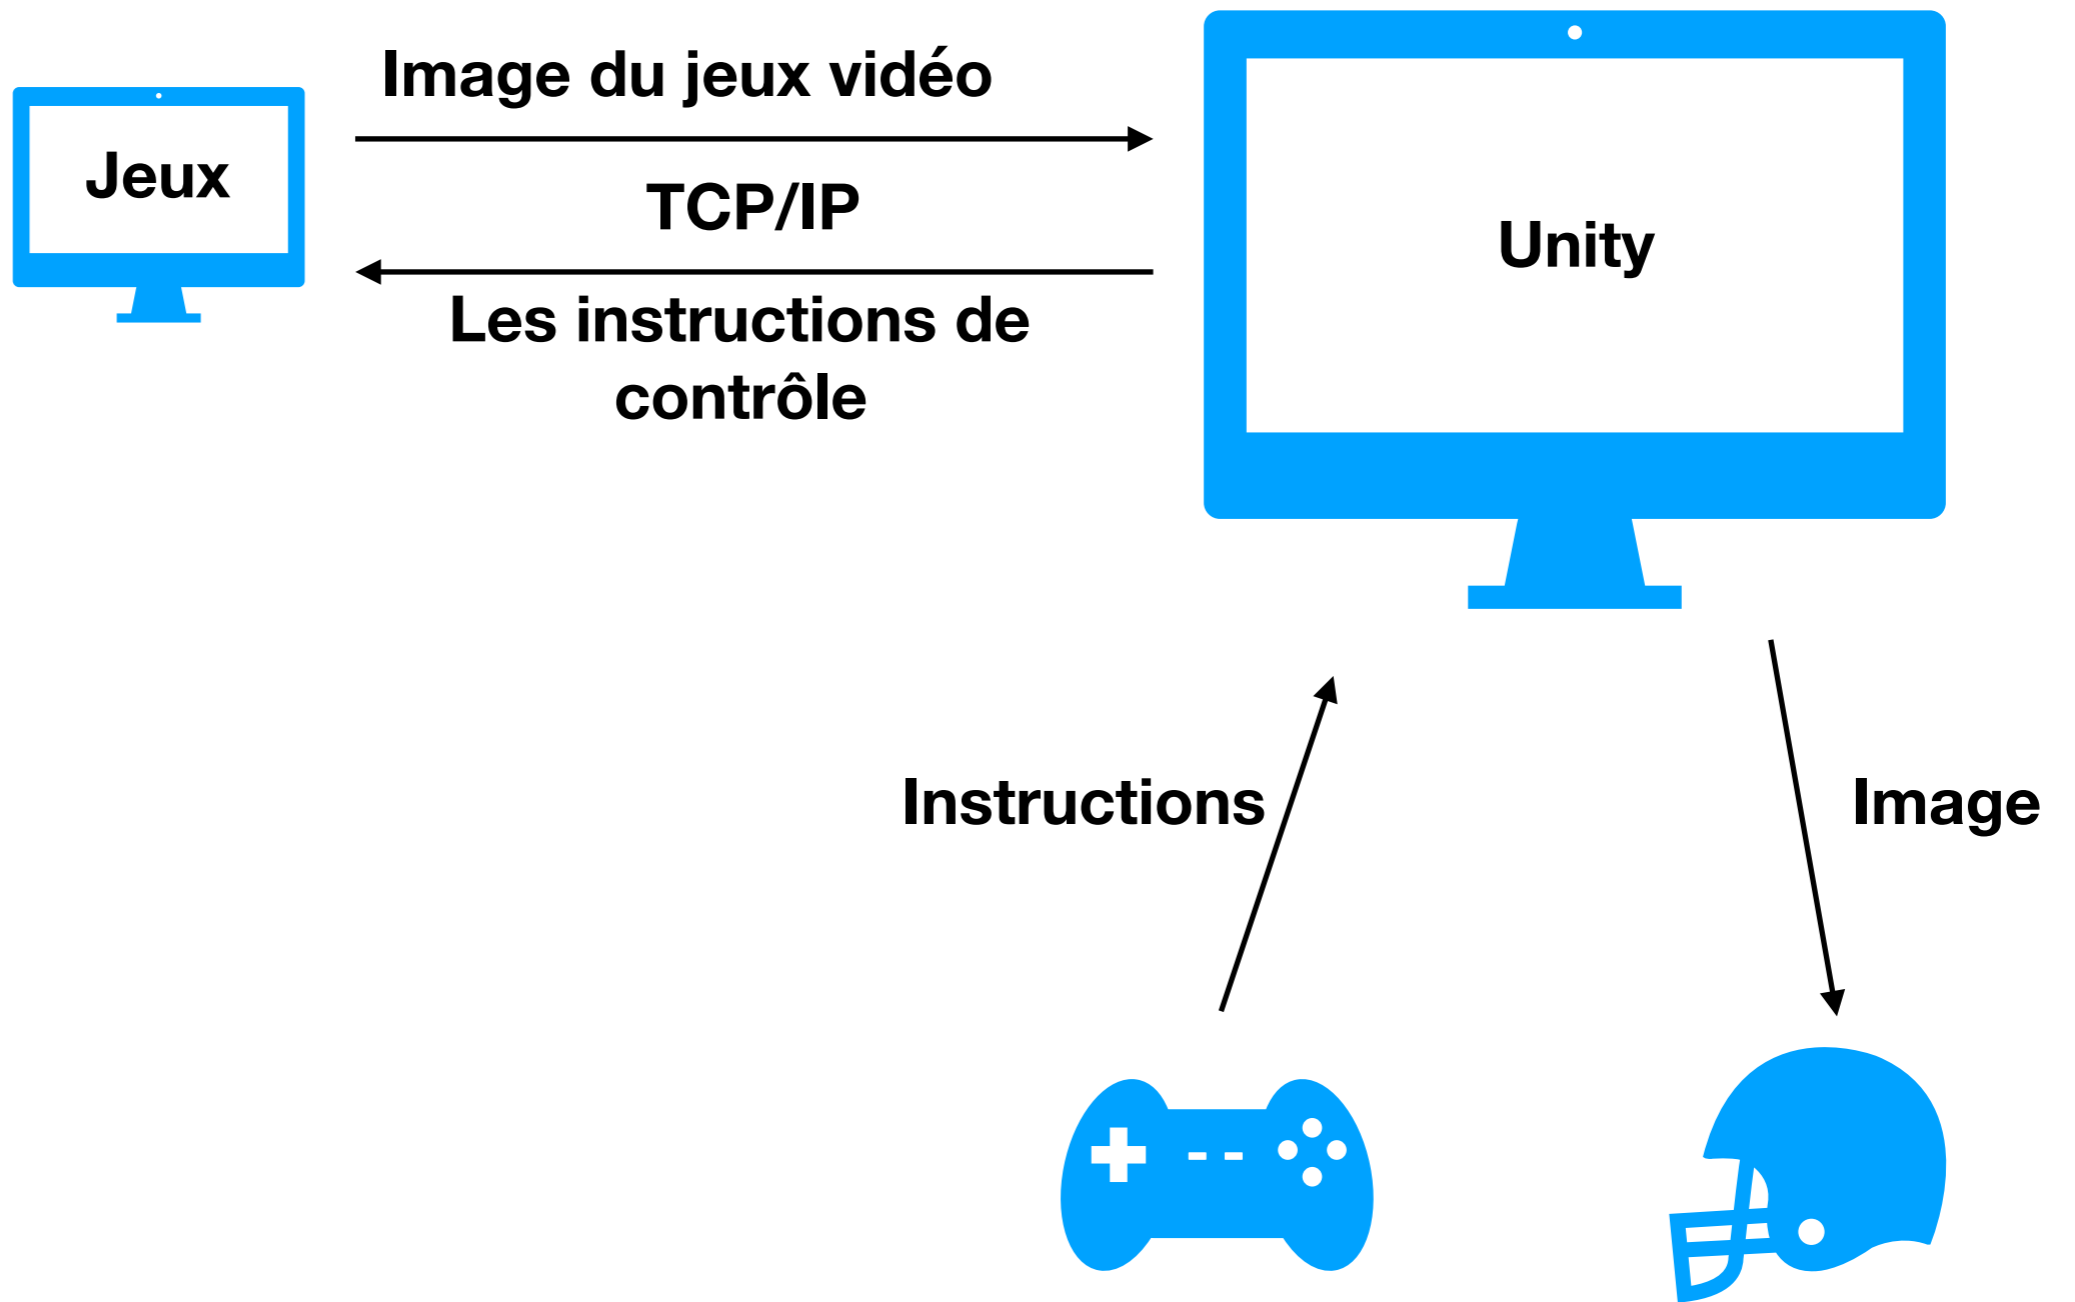 Image du jeux vidéo
Jeux
TCP/IP
Unity
Les instructions de
contrôle
Instructions
Image